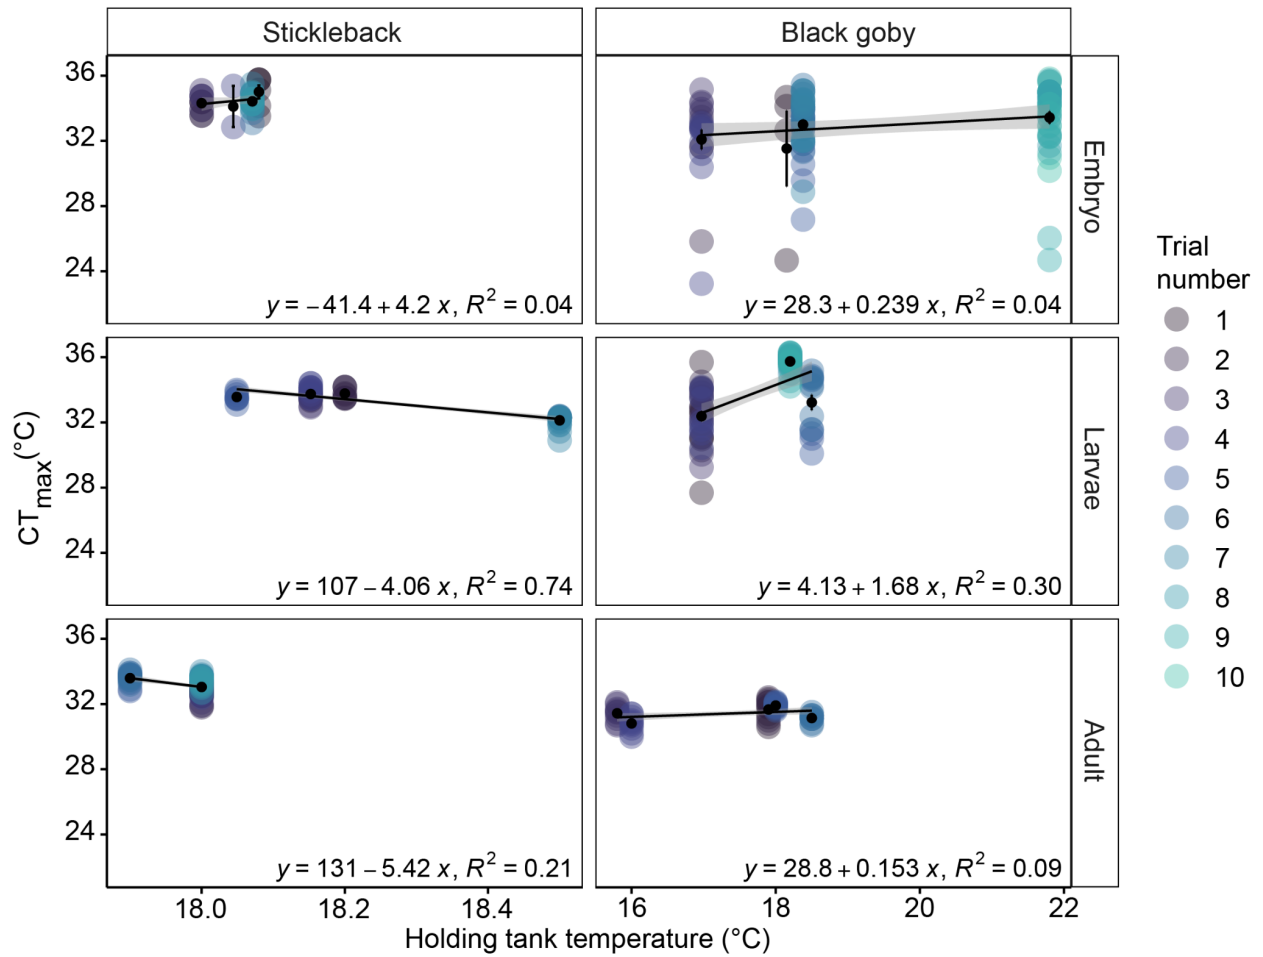 Stickleback
Black goby
36
32
28
24
y = −41.4 + 4.2 x, R² = 0.04
y = 28.3 + 0.239 x, R² = 0.04
Embryo
36
32
28
24
y = 107 − 4.06 x, R² = 0.74
y = 4.13 + 1.68 x, R² = 0.30
Larvae
36
32
28
24
y = 131 − 5.42 x, R² = 0.21
y = 28.8 + 0.153 x, R² = 0.09
Adult
CTmax(°C)
18.0
18.2
18.4
16
18
20
22
Holding tank temperature (°C)
Trial
number
1
2
3
4
5
6
7
8
9
10